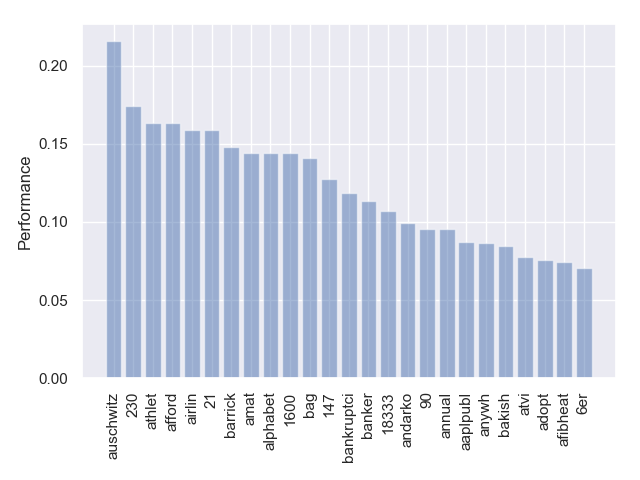 0.20
0.15
0.10
0.05
0.00
Performance
auschwitz
230
athlet
afford
airlin
21
barrick
amat
alphabet
1600
bag
147
bankruptci
banker
18333
andarko
90
annual
aaplpubl
anywh
bakish
atvi
adopt
afibheat
6er